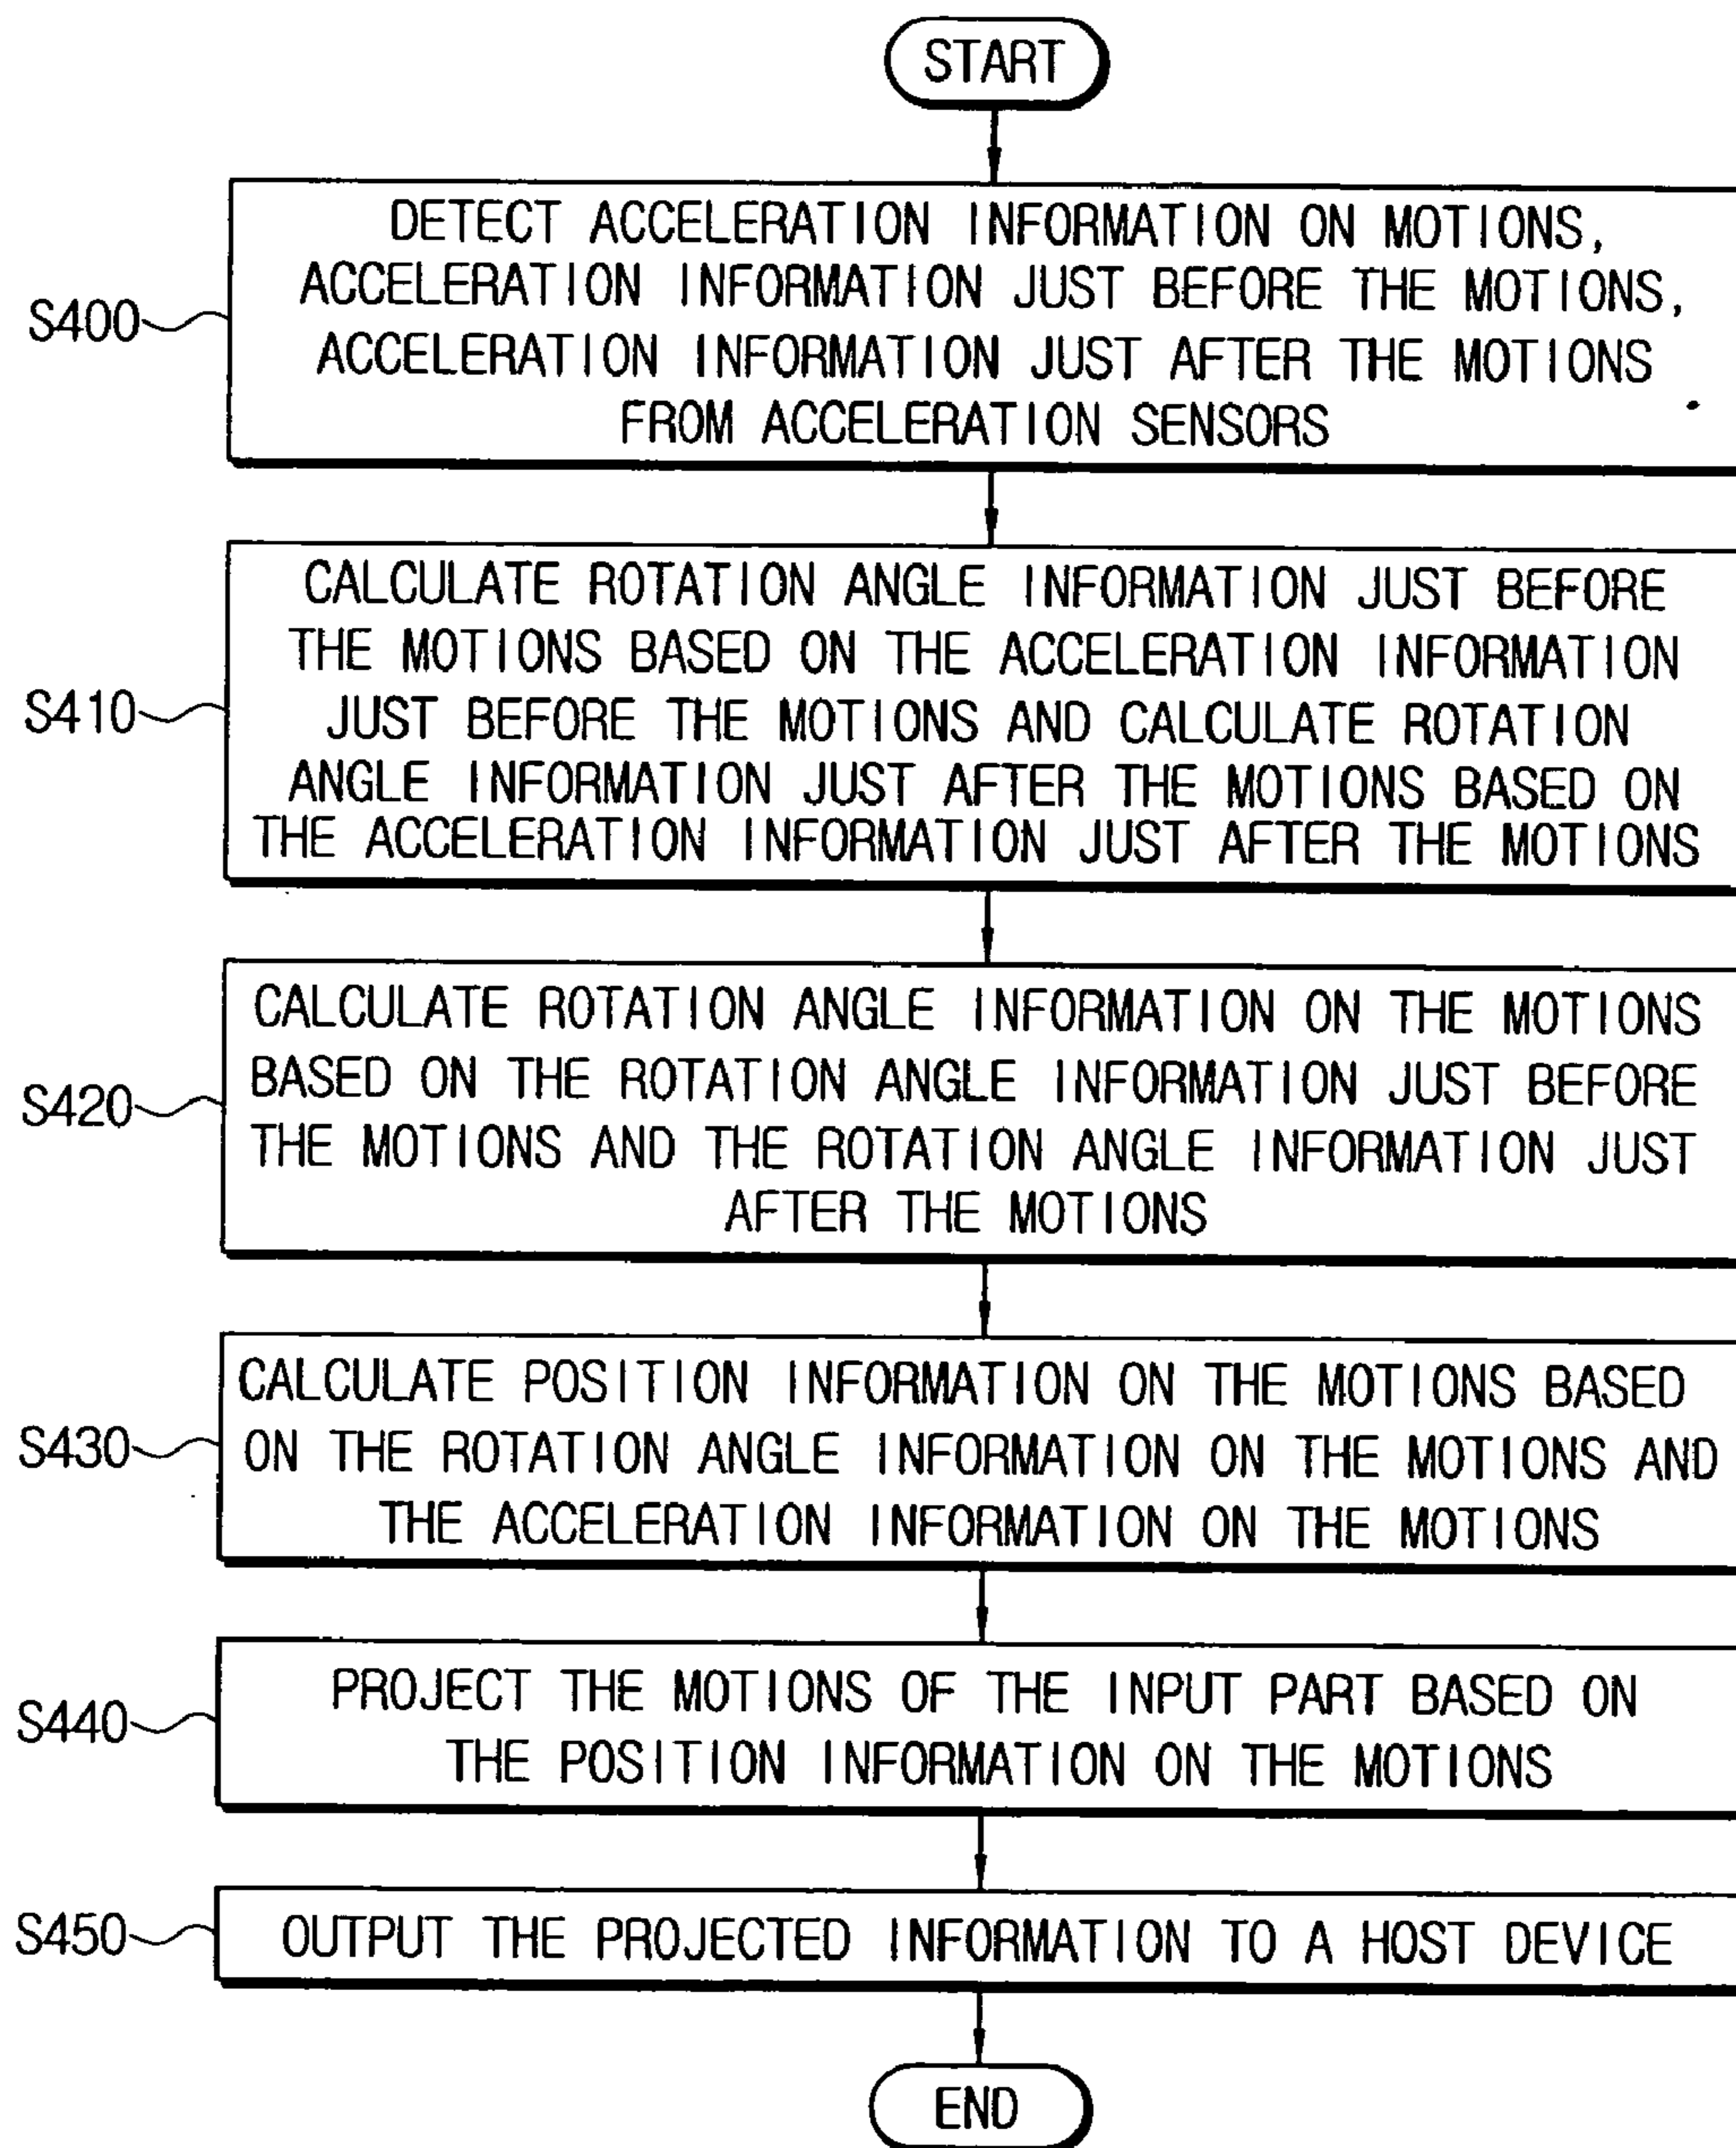 START
DETECT ACCELERATION INFORMATION ON MOTIONS,
ACCELERATION INFORMATION JUST BEFORE THE MOTIONS,
S400
ACCELERATION INFORMATION JUST AFTER THE MOTIONS
FROM ACCELERATION SENSORS
CALCULATE ROTATION ANGLE INFORMATION JUST BEFORE
THE MOTIONS BASED ON THE ACCELERATION INFORMATION
S410
JUST BEFORE THE MOTIONS AND CALCULATE ROTATION
ANGLE INFORMATION JUST AFTER THE MOTIONS BASED ON
THE ACCELERATION INFORMATION JUST AFTER THE MOTIONS
CALCULATE ROTATION ANGLE INFORMATION ON THE MOTIONS
BASED ON THE ROTATION ANGLE INFORMATION JUST BEFORE
S420
THE MOTIONS AND THE ROTATION ANGLE INFORMATION JUST
AFTER THE MOTIONS
CALCULATE POSITION INFORMATION ON THE MOTIONS BASED
S430
ON THE ROTATION ANGLE INFORMATION ON THE MOTIONS AND
THE ACCELERATION INFORMATION ON THE MOTIONS
PROJECT THE MOTIONS OF THE INPUT PART BASED ON
S440
THE POSITION INFORMATION ON THE MOTIONS
S450
OUTPUT THE PROJECTED INFORMATION TO A HOST DEVICE
END